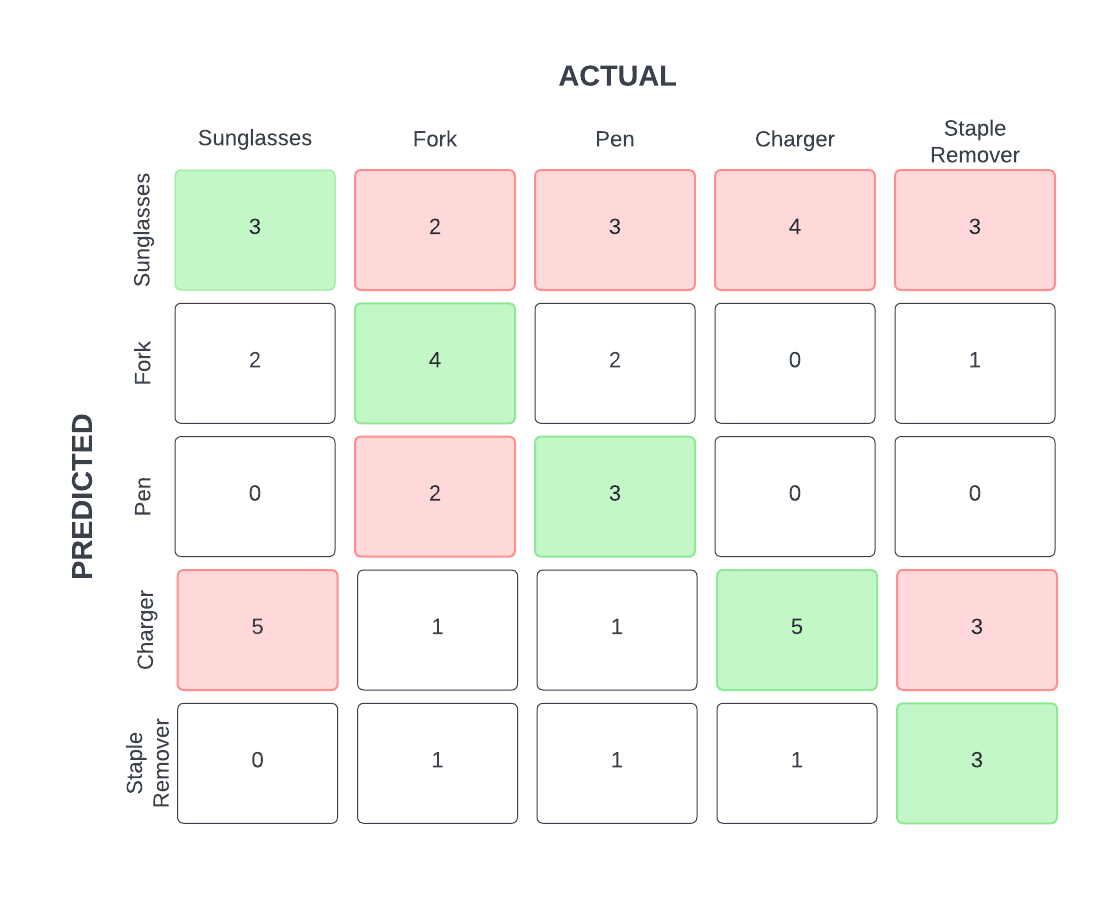 ACTUAL
Sunglasses
Fork
Pen
Charger
Staple
Remover
PREDICTED
Sunglasses
3
2
3
4
3
Fork
2
4
2
0
1
Pen
0
2
3
0
0
Charger
5
1
1
5
3
Staple
Remover
0
1
1
1
3